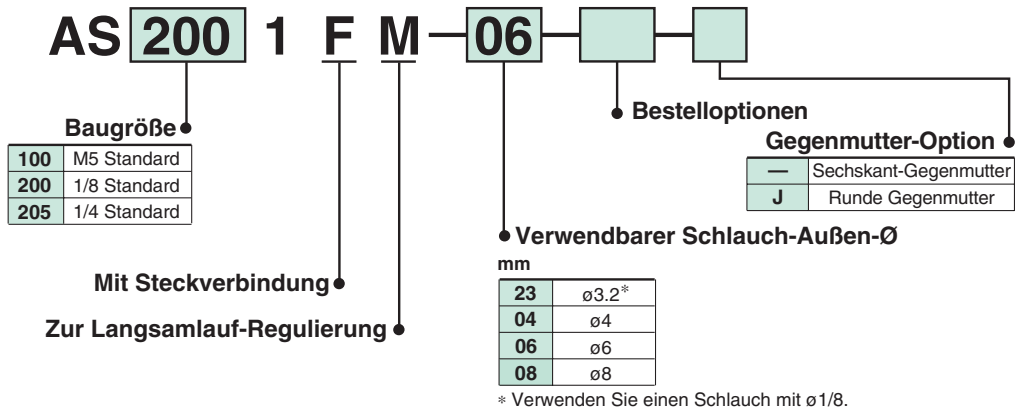 AS 200 1 F M — 06 — —
Bestelloptionen
Baugröße
100 M5 Standard
200 1/8 Standard
205 1/4 Standard
Gegenmutter-Option
— Sechskant-Gegenmutter
J Runde Gegenmutter
Verwendbarer Schlauch-Außen-Ø
mm
23 ø3.2*
04 ø4
06 ø6
08 ø8
* Verwenden Sie einen Schlauch mit ø1/8.
Mit Steckverbindung
Zur Langsamlauf-Regulierung